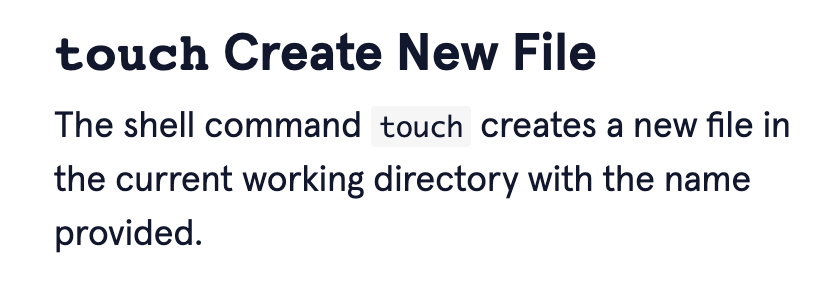 touch Create New File
The shell command touch creates a new file in
the current working directory with the name
provided.